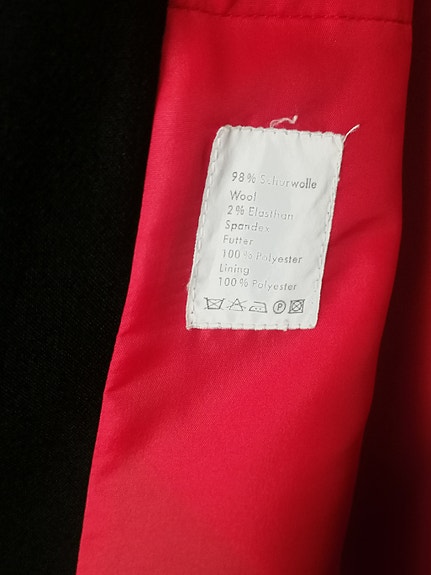 98% Schurwolle
Wool
2% Elasthan
Spandex
Futter
100% Polyester
Lining
100% Polyester
P